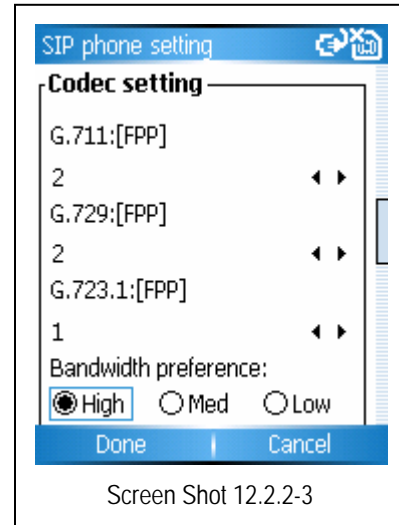 SIP phone setting
Codec setting
G.711:[FPP]
2
G.729:[FPP]
2
G.723.1:[FPP]
1
Bandwidth preference:
High Med Low
Done Cancel
Screen Shot 12.2.2-3